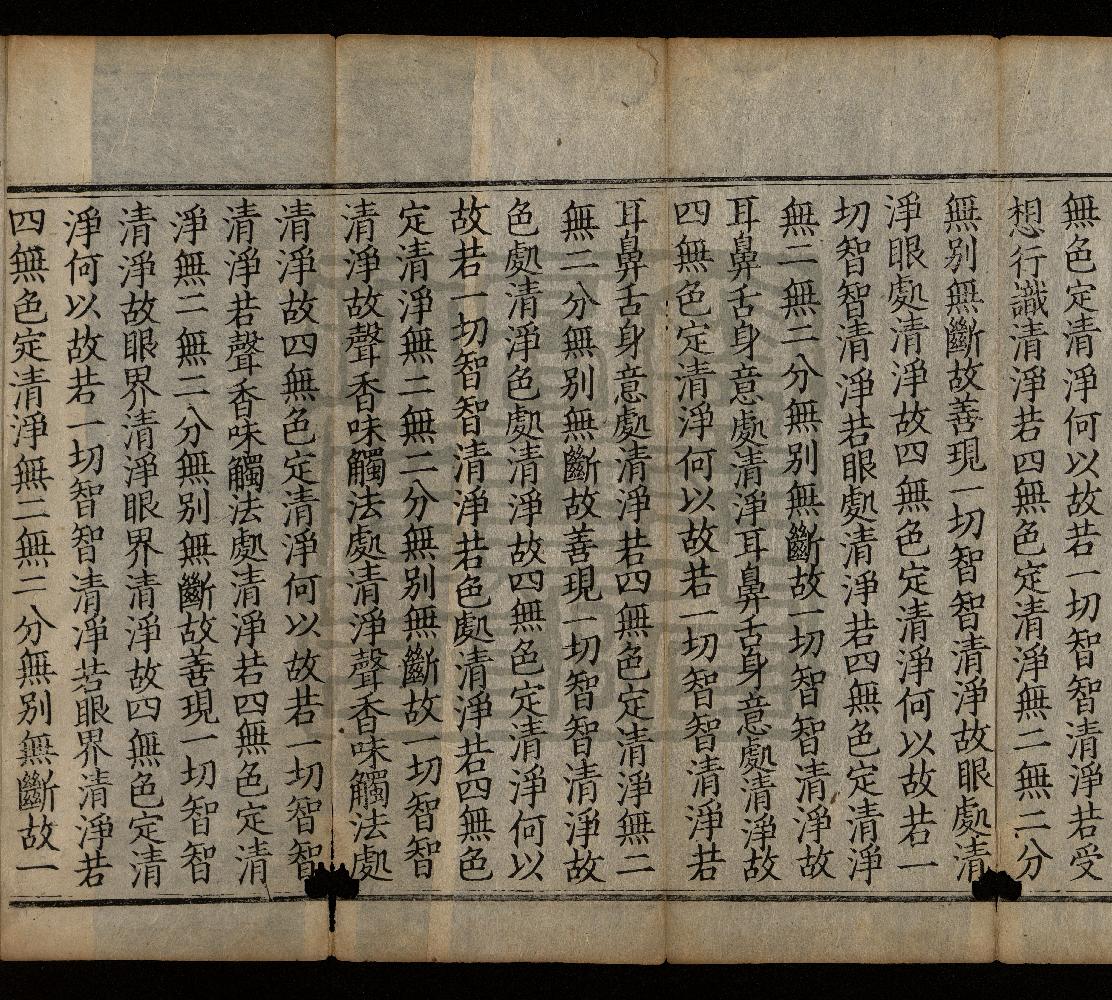 無色定清淨何以故若一切智智清淨若受
想行識清淨若四無色定清淨無二無二分
無別無斷故善現一切智智清淨故眼處清
淨眼處清淨故四無色定清淨何以故若一
切智智清淨若眼處清淨若四無色定清淨
無二無二分無別無斷故一切智智清淨故
耳鼻舌身意處清淨耳鼻舌身意處清淨故
四無色定清淨何以故若一切智智清淨若
耳鼻舌身意處清淨若四無色定清淨無二
無二分無別無斷故善現一切智智清淨故
色處清淨色處清淨故四無色定清淨何以
故若一切智智清淨若色處清淨若四無色
定清淨無二無二分無別無斷故一切智智
清淨故聲香味觸法處清淨聲香味觸法處
清淨故四無色定清淨何以故若一切智智
清淨若聲香味觸法處清淨若四無色定清
淨無二無二分無別無斷故善現一切智智
清淨故眼界清淨眼界清淨故四無色定清
淨何以故若一切智智清淨若眼界清淨若
四無色定清淨無二無二分無別無斷故一